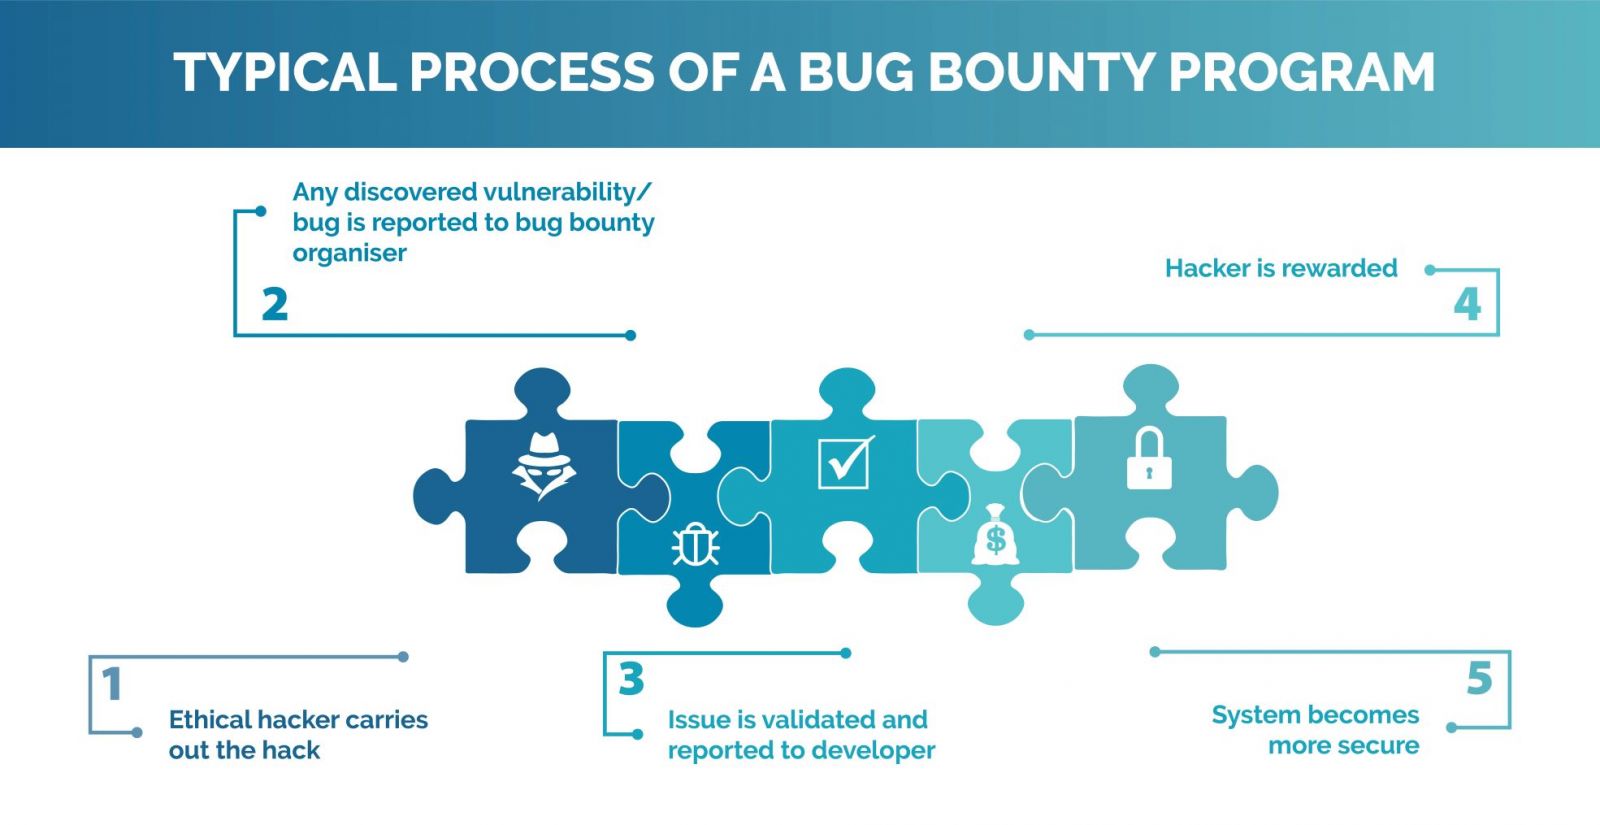 TYPICAL PROCESS OF A BUG BOUNTY PROGRAM
1
Ethical hacker carries
out the hack
2
Any discovered vulnerability/
bug is reported to bug bounty
organiser
3
Issue is validated and
reported to developer
4
Hacker is rewarded
$
5
System becomes
more secure